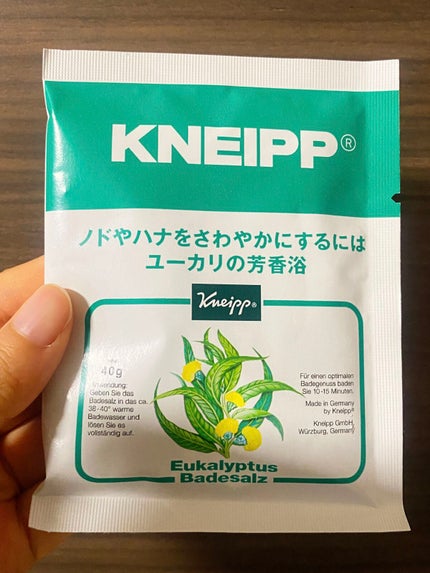 KNEIPP®
ノドやハナをさわやかにするには
ユーカリの芳香浴
Kneipp®
40g
Anwendung:
Geben Sie das
Badesalz in das ca.
38-40° warme
Badewasser und
lösen Sie es
vollständig auf.
Für einen optimalen
Badegenuss baden
Sie 10-15 Minuten.
Made in Germany
by Kneipp®
Kneipp GmbH,
Würzburg, Germany
Eukalyptus
Badesalz